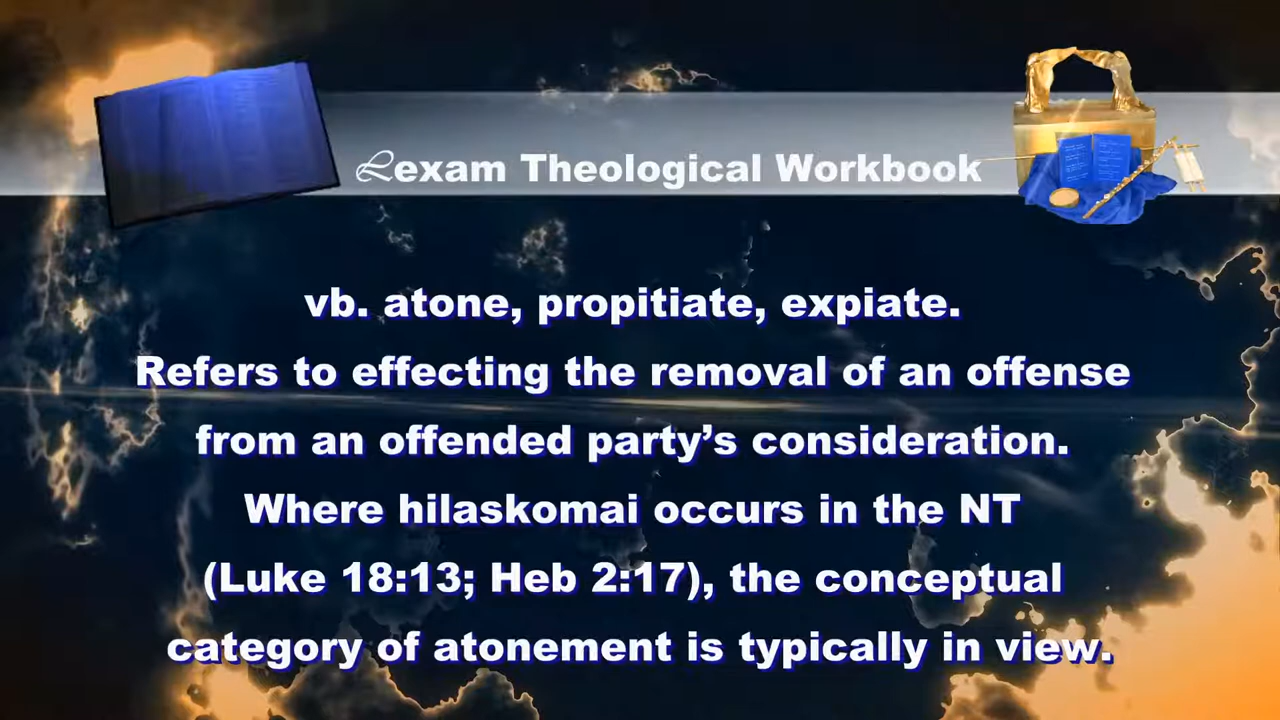 Lexam Theological Workbook
vb. atone, propitiate, expiate.
Refers to effecting the removal of an offense
from an offended party’s consideration.
Where hilaskomai occurs in the NT
(Luke 18:13; Heb 2:17), the conceptual
category of atonement is typically in view.